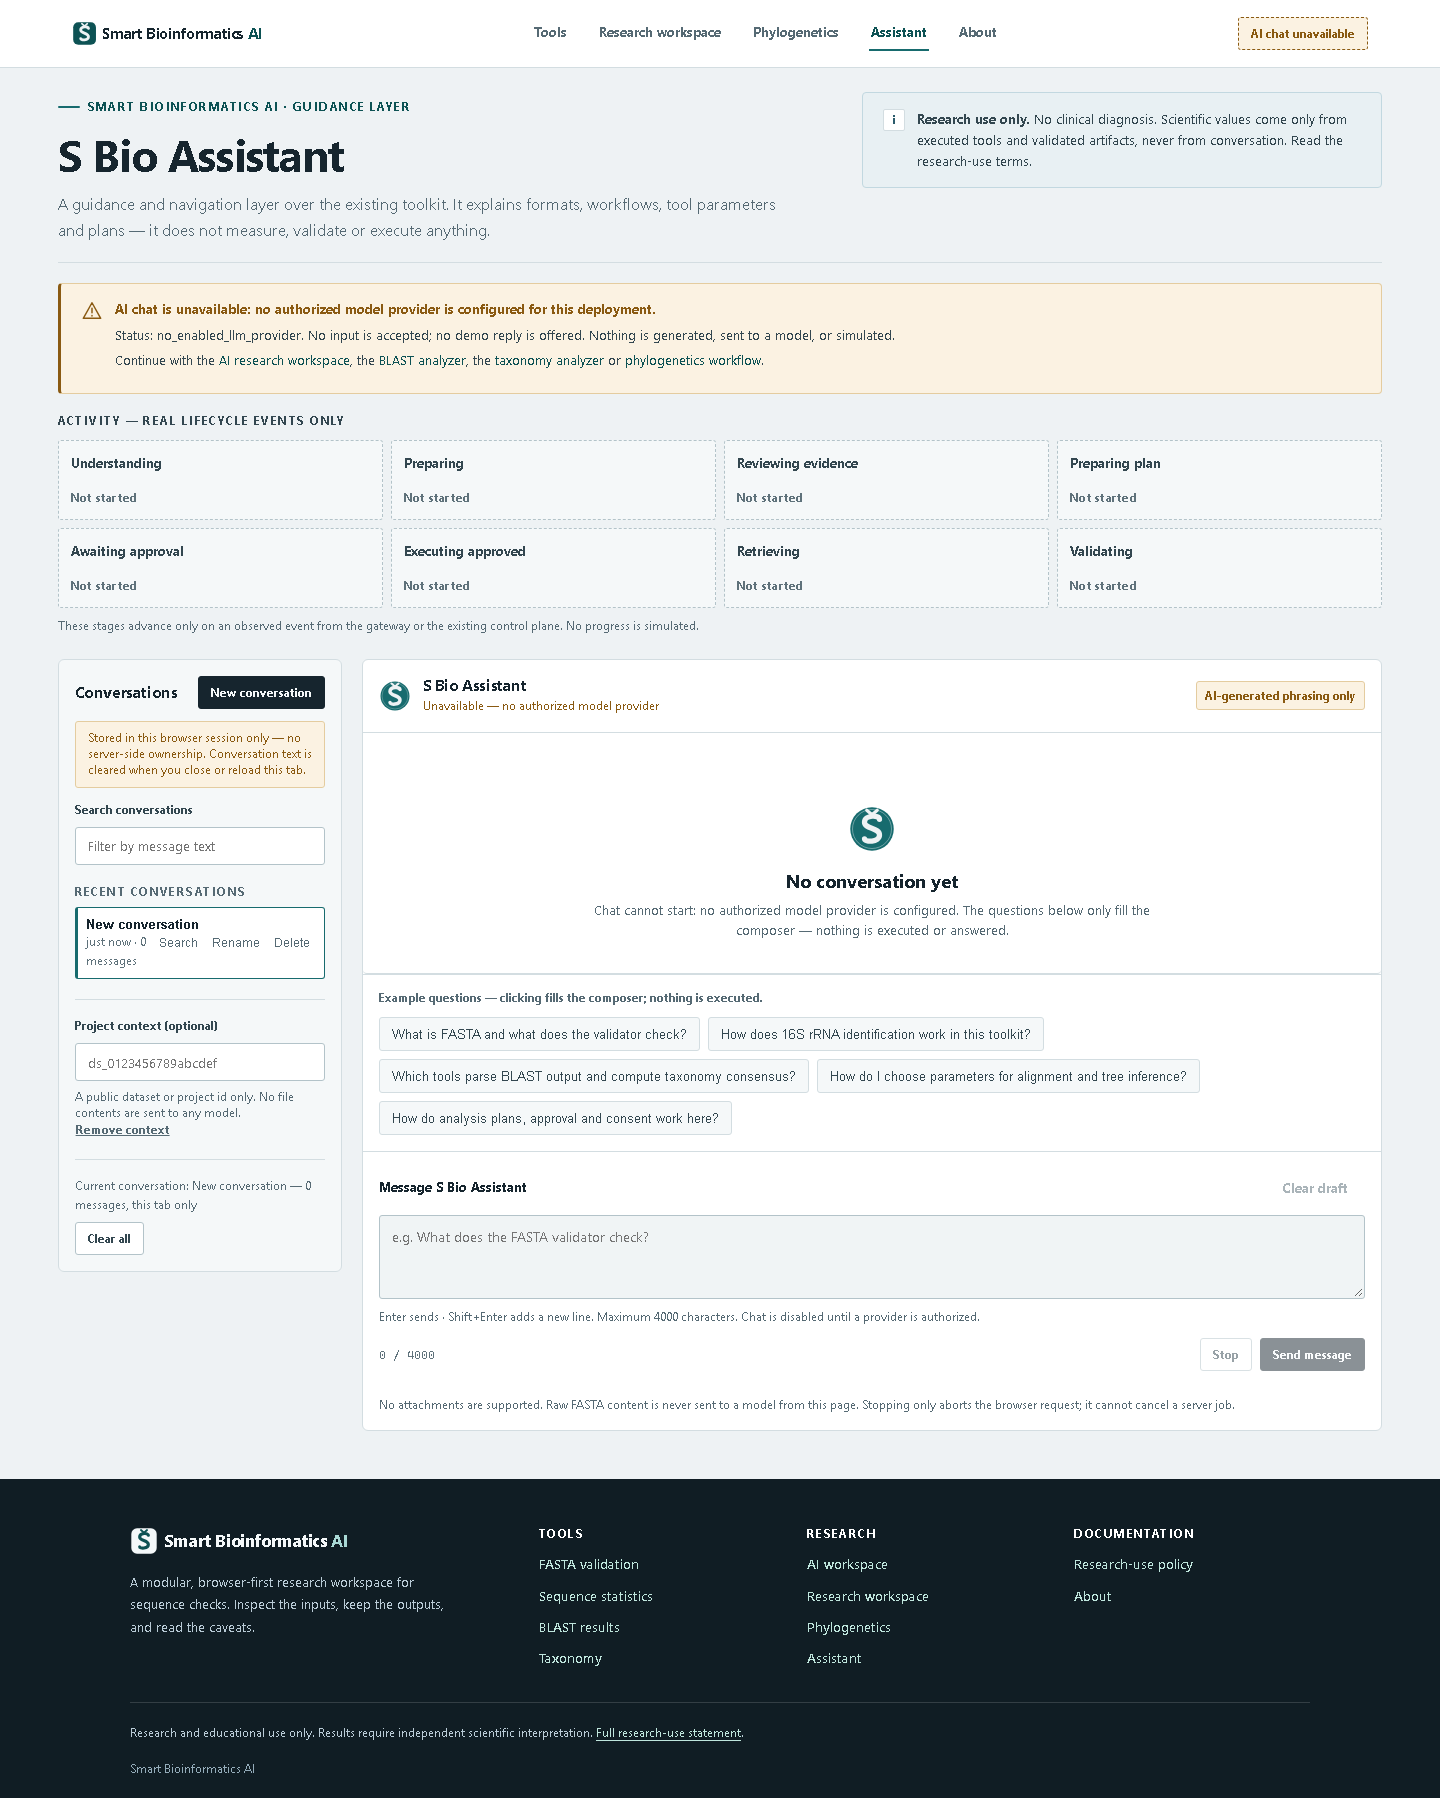 Smart Bioinformatics AI
Tools
Research workspace
Phylogenetics
Assistant
About
AI chat unavailable
SMART BIOINFORMATICS AI · GUIDANCE LAYER
S Bio Assistant
A guidance and navigation layer over the existing toolkit. It explains formats, workflows, tool parameters
and plans — it does not measure, validate or execute anything.
i
Research use only. No clinical diagnosis. Scientific values come only from
executed tools and validated artifacts, never from conversation. Read the
research-use terms.
AI chat is unavailable: no authorized model provider is configured for this deployment.
Status: no_enabled_llm_provider. No input is accepted; no demo reply is offered. Nothing is generated, sent to a model, or simulated.
Continue with the AI research workspace, the BLAST analyzer, the taxonomy analyzer or phylogenetics workflow.
ACTIVITY — REAL LIFECYCLE EVENTS ONLY
Understanding
Not started
Preparing
Not started
Reviewing evidence
Not started
Preparing plan
Not started
Awaiting approval
Not started
Executing approved
Not started
Retrieving
Not started
Validating
Not started
These stages advance only on an observed event from the gateway or the existing control plane. No progress is simulated.
Conversations
New conversation
Stored in this browser session only — no
server-side ownership. Conversation text is
cleared when you close or reload this tab.
Search conversations
Filter by message text
RECENT CONVERSATIONS
New conversation
just now · 0
messages
Search
Rename
Delete
Project context (optional)
ds_0123456789abcdef
A public dataset or project id only. No file
contents are sent to any model.
Remove context
Current conversation: New conversation — 0
messages, this tab only
Clear all
Š
S Bio Assistant
Unavailable — no authorized model provider
AI-generated phrasing only
Š
No conversation yet
Chat cannot start: no authorized model provider is configured. The questions below only fill the
composer — nothing is executed or answered.
Example questions — clicking fills the composer; nothing is executed.
What is FASTA and what does the validator check?
How does 16S rRNA identification work in this toolkit?
Which tools parse BLAST output and compute taxonomy consensus?
How do I choose parameters for alignment and tree inference?
How do analysis plans, approval and consent work here?
Message S Bio Assistant
Clear draft
e.g. What does the FASTA validator check?
Enter sends · Shift+Enter adds a new line. Maximum 4000 characters. Chat is disabled until a provider is authorized.
0 / 4000
Stop
Send message
No attachments are supported. Raw FASTA content is never sent to a model from this page. Stopping only aborts the browser request; it cannot cancel a server job.
Š
Smart Bioinformatics AI
A modular, browser-first research workspace for
sequence checks. Inspect the inputs, keep the outputs,
and read the caveats.
TOOLS
FASTA validation
Sequence statistics
BLAST results
Taxonomy
RESEARCH
AI workspace
Research workspace
Phylogenetics
Assistant
DOCUMENTATION
Research-use policy
About
Research and educational use only. Results require independent scientific interpretation. Full research-use statement.
Smart Bioinformatics AI